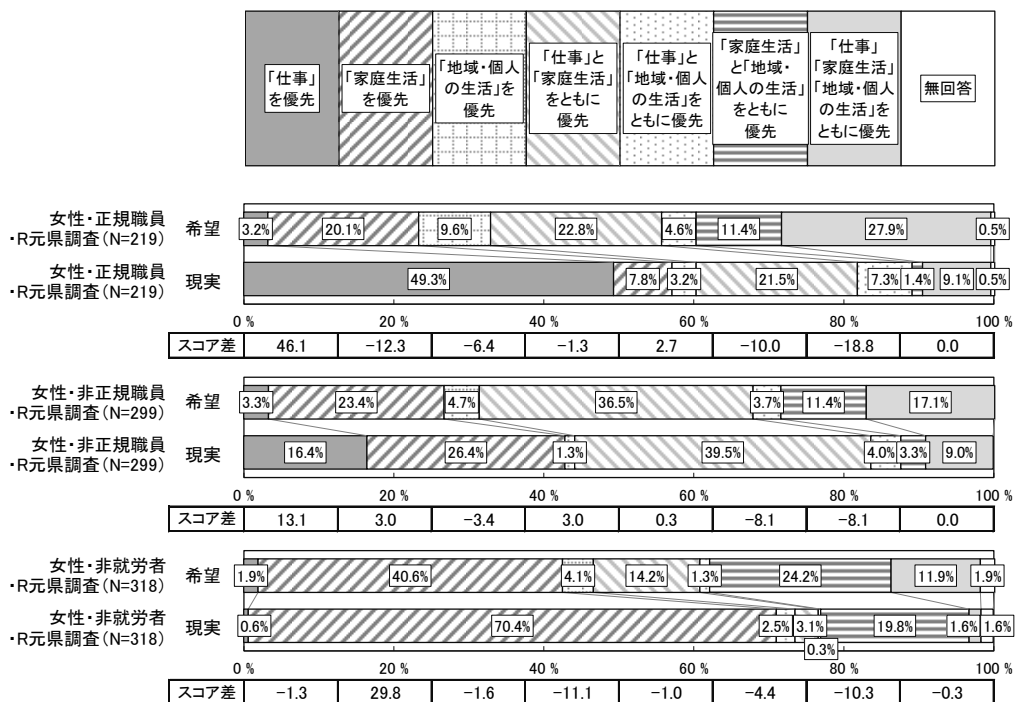 「仕事」
を優先
「家庭生活」
を優先
「地域・個人
の生活」を
優先
「仕事」と
「家庭生活」
をともに
優先
「仕事」と
「地域・個人
の生活」を
ともに優先
「家庭生活」
と「地域・
個人の生活」
をともに
優先
「仕事」
「家庭生活」
「地域・個人
の生活」を
ともに優先
無回答
女性・正規職員
・R元県調査(N=219)
希望
3.2% 20.1% 9.6% 22.8% 4.6% 11.4% 27.9% 0.5%
女性・正規職員
・R元県調査(N=219)
現実
49.3% 7.8% 3.2% 21.5% 7.3% 1.4% 9.1% 0.5%
0 % 20 % 40 % 60 % 80 % 100 %
スコア差 46.1 −12.3 −6.4 −1.3 2.7 −10.0 −18.8 0.0
女性・非正規職員
・R元県調査(N=299)
希望
3.3% 23.4% 4.7% 36.5% 3.7% 11.4% 17.1%
女性・非正規職員
・R元県調査(N=299)
現実
16.4% 26.4% 1.3% 39.5% 4.0% 3.3% 9.0%
0 % 20 % 40 % 60 % 80 % 100 %
スコア差 13.1 3.0 −3.4 3.0 0.3 −8.1 −8.1 0.0
女性・非就労者
・R元県調査(N=318)
希望
1.9% 40.6% 4.1% 14.2% 1.3% 24.2% 11.9% 1.9%
女性・非就労者
・R元県調査(N=318)
現実
0.6% 70.4% 2.5% 3.1% 0.3% 19.8% 1.6% 1.6%
0 % 20 % 40 % 60 % 80 % 100 %
スコア差 −1.3 29.8 −1.6 −11.1 −1.0 −4.4 −10.3 −0.3